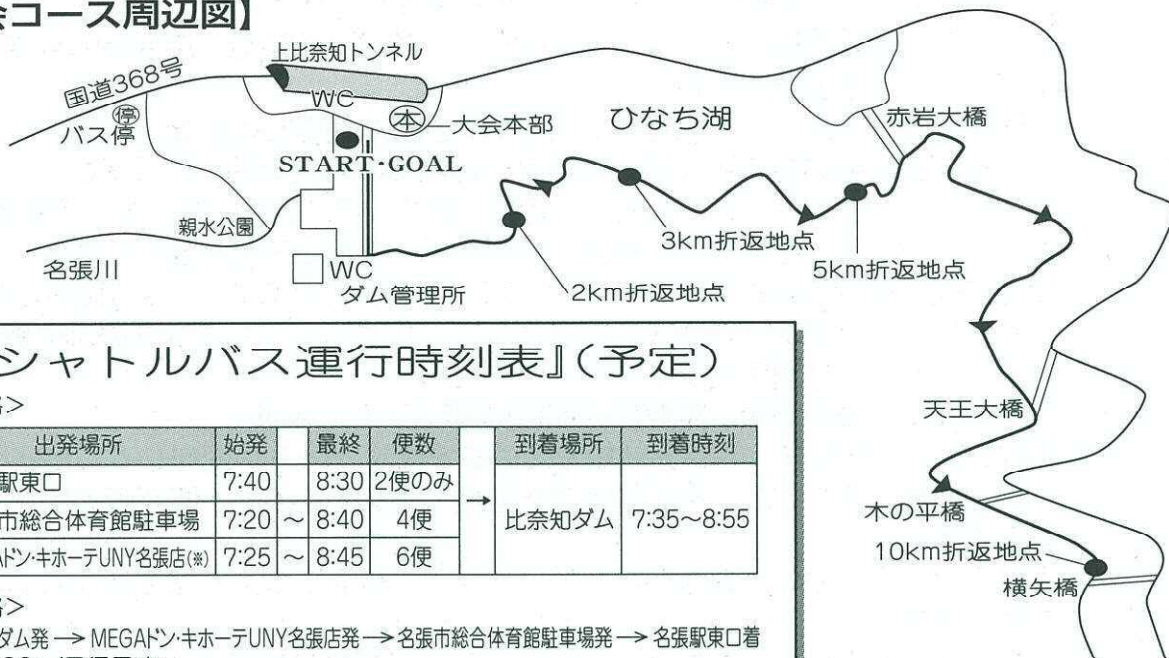 会コース周辺図】
上比奈知トンネル
国道368号
WC
停
バス停
本
大会本部
ひなち湖
赤岩大橋
START・GOAL
親水公園
3km折返地点
5km折返地点
名張川
WC
ダム管理所
2km折返地点
シャトルバス運行時刻表』(予定)
天王大橋
出発場所 始発 最終 便数 到着場所 到着時刻
駅東口 7:40 8:30 2便のみ
市総合体育館駐車場 7:20 ~ 8:40 4便 → 比奈知ダム 7:35~8:55
ドン・キホーテUNY名張店(※) 7:25 ~ 8:45 6便
木の平橋
10km折返地点
横矢橋
ダム発 → MEGAドン・キホーテUNY名張店発 → 名張市総合体育館駐車場発 → 名張駅東口着